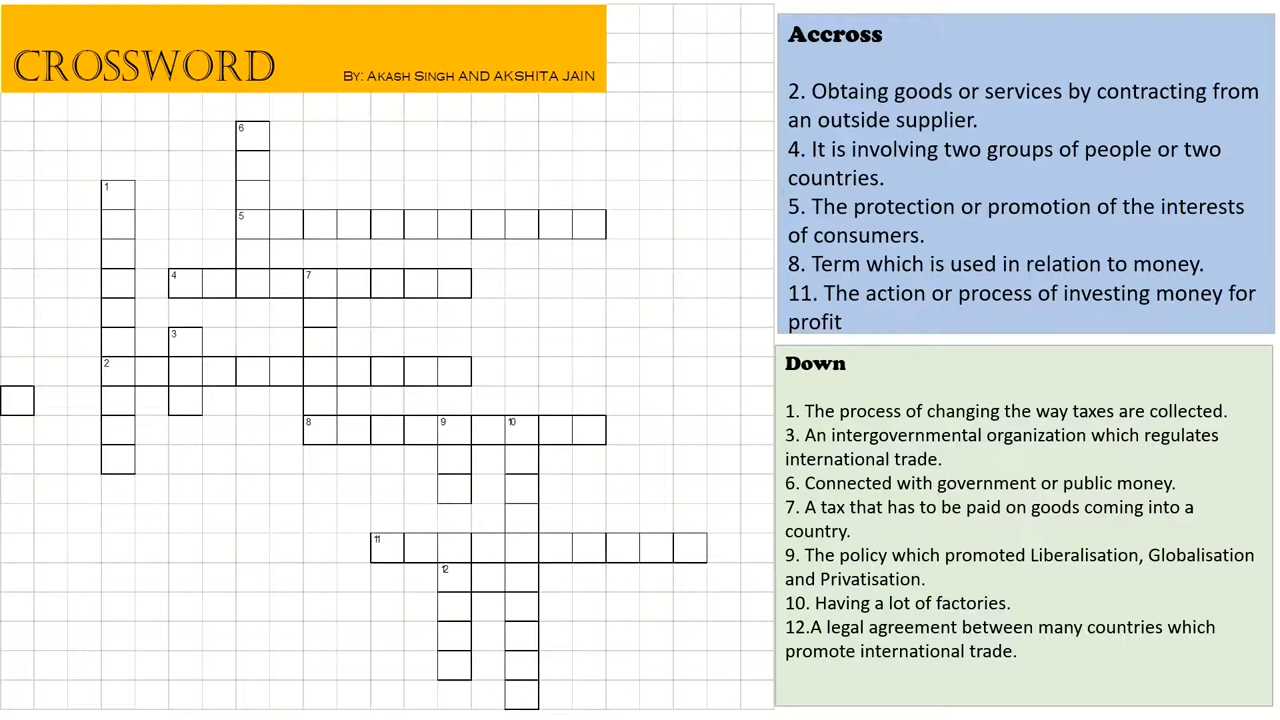 CROSSWORD
BY: AKASH SINGH AND AKSHITA JAIN
6
1
5
4
7
3
2
8
9
10
11
12
Accross
2. Obtaing goods or services by contracting from
an outside supplier.
4. It is involving two groups of people or two
countries.
5. The protection or promotion of the interests
of consumers.
8. Term which is used in relation to money.
11. The action or process of investing money for
profit
Down
1. The process of changing the way taxes are collected.
3. An intergovernmental organization which regulates
international trade.
6. Connected with government or public money.
7. A tax that has to be paid on goods coming into a
country.
9. The policy which promoted Liberalisation, Globalisation
and Privatisation.
10. Having a lot of factories.
12.A legal agreement between many countries which
promote international trade.